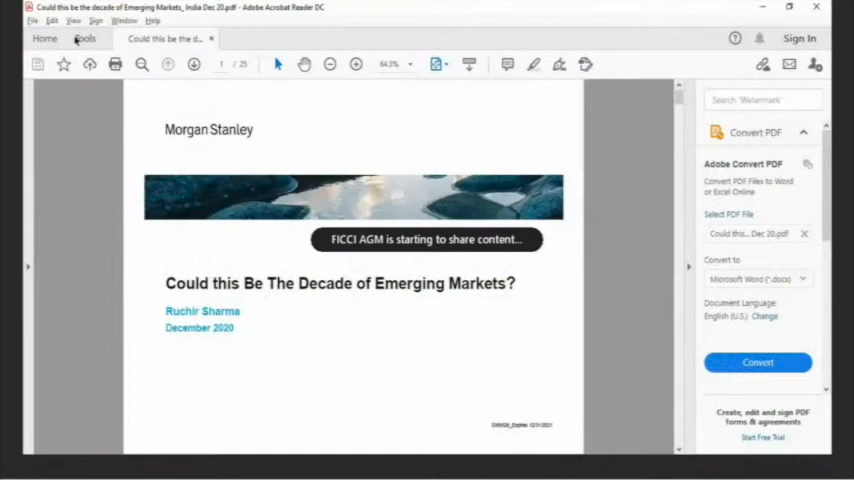 Could this be the decade of Emerging Markets_ India Dec 20.pdf - Adobe Acrobat Reader DC
File Edit View Sign Window Help
Home Tools Could this be the d... × Sign In
1 / 25 64.3%
Search 'Watermark'
Morgan Stanley
Convert PDF
Adobe Convert PDF
Convert PDF Files to Word
or Excel Online
Select PDF File
Could this... Dec 20.pdf ×
FICCI AGM is starting to share content...
Convert to
Microsoft Word (*.docx)
Could this Be The Decade of Emerging Markets?
Document Language:
English (U.S.) Change
Ruchir Sharma
December 2020
Convert
Create, edit and sign PDF
forms & agreements
Start Free Trial